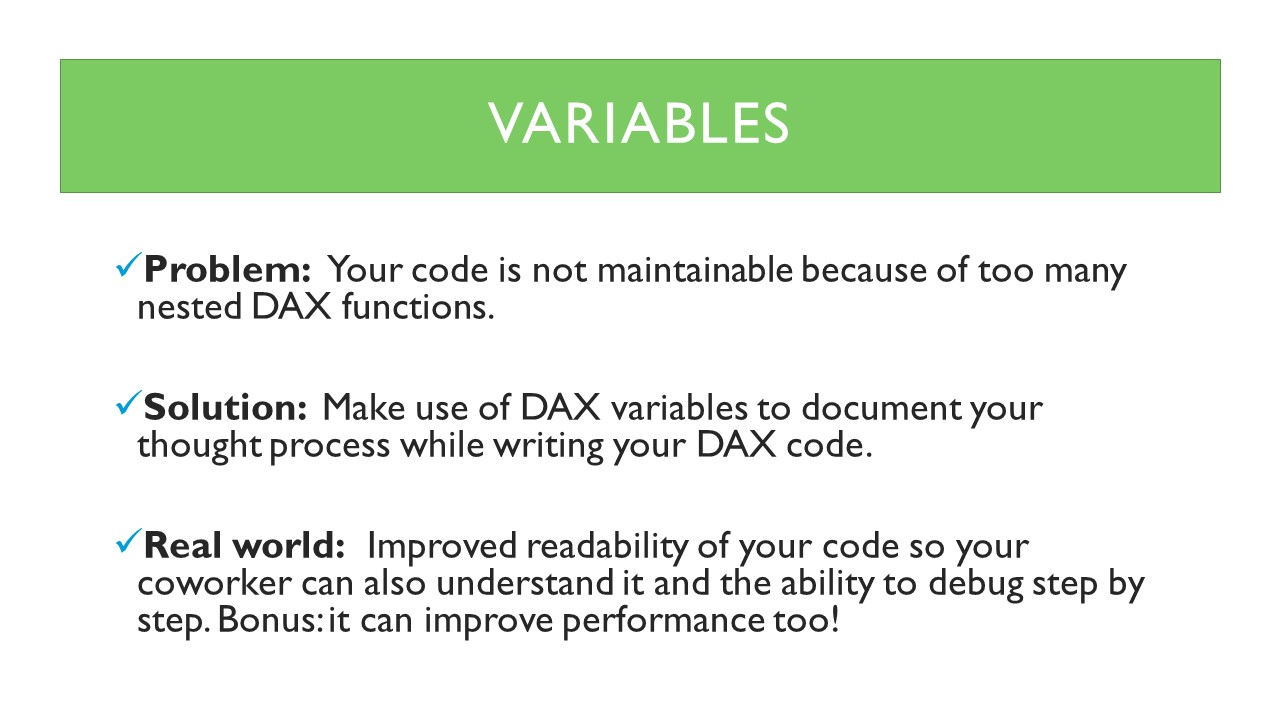 VARIABLES
Problem: Your code is not maintainable because of too many
nested DAX functions.
Solution: Make use of DAX variables to document your
thought process while writing your DAX code.
Real world: Improved readability of your code so your
coworker can also understand it and the ability to debug step by
step. Bonus: it can improve performance too!